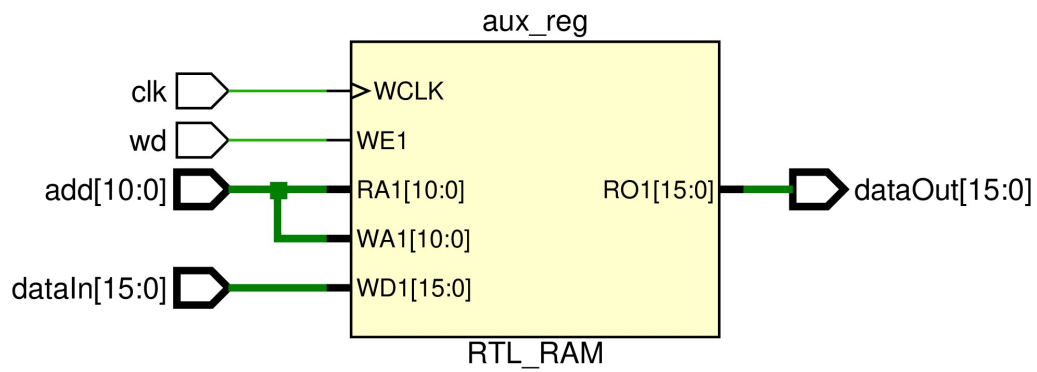 aux_reg
clk
WCLK
wd
WE1
add[10:0]
RA1[10:0]
RO1[15:0]
dataOut[15:0]
WA1[10:0]
dataIn[15:0]
WD1[15:0]
RTL_RAM